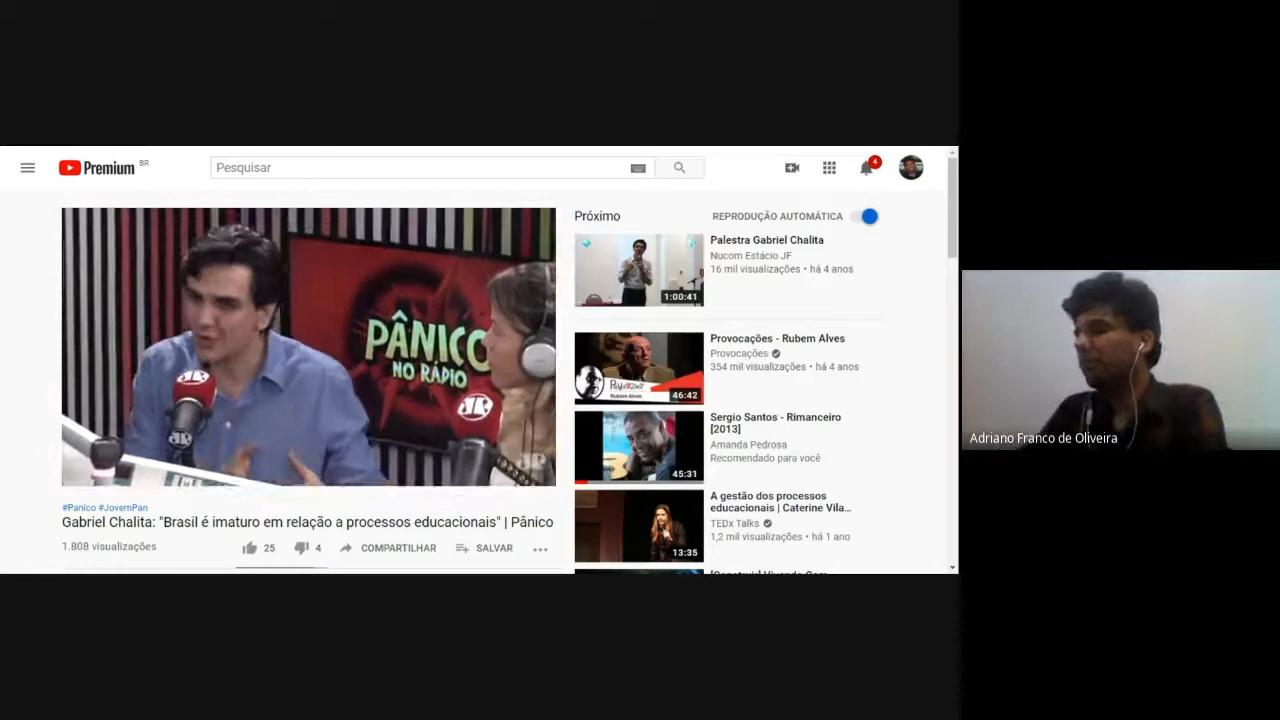 Premium BR
Pesquisar
4
PÂNICO
NO RÁPIO
JP
#Panico #JovemPan
Gabriel Chalita: "Brasil é imaturo em relação a processos educacionais" | Pânico
1.808 visualizações
25
4
COMPARTILHAR
SALVAR
Próximo
REPRODUÇÃO AUTOMÁTICA
Palestra Gabriel Chalita
Nucom Estácio JF
16 mil visualizações • há 4 anos
1:00:41
Provocações - Rubem Alves
Provocações
354 mil visualizações • há 4 anos
Rubem Alves
46:42
Sergio Santos - Rimanceiro
[2013]
Amanda Pedrosa
Recomendado para você
45:31
A gestão dos processos
educacionais | Caterine Vila...
TEDx Talks
1,2 mil visualizações • há 1 ano
13:35
Adriano Franco de Oliveira